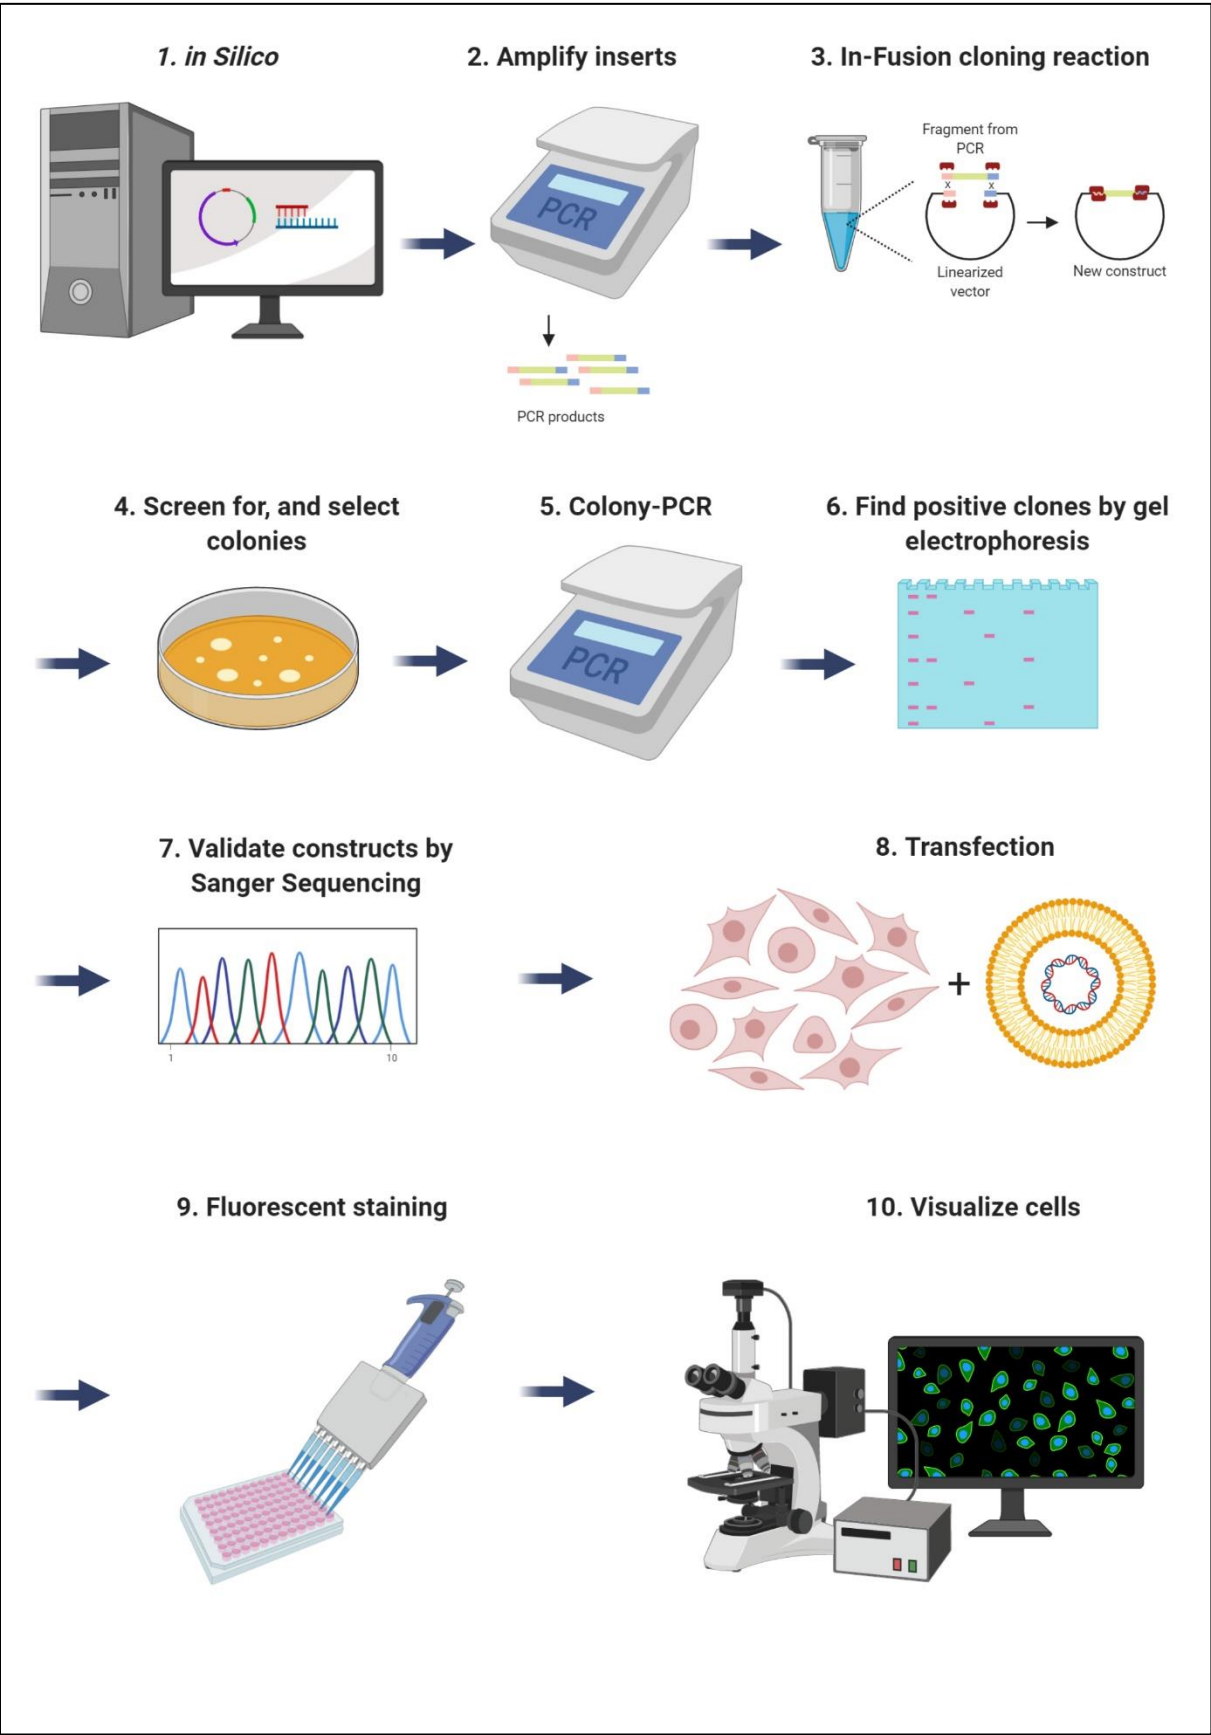 1. in Silico
2. Amplify inserts
3. In-Fusion cloning reaction
PCR
Fragment from
PCR
x
x
Linearized
vector
New construct
PCR products
4. Screen for, and select
colonies
5. Colony-PCR
6. Find positive clones by gel
electrophoresis
PCR
7. Validate constructs by
Sanger Sequencing
1
10
8. Transfection
+
9. Fluorescent staining
10. Visualize cells